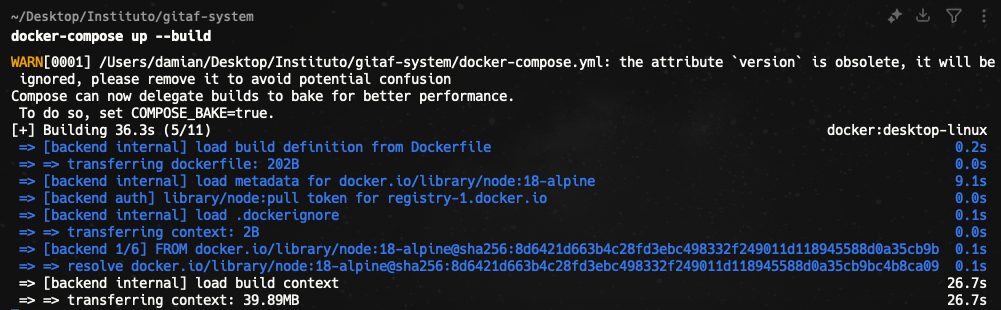 ~/Desktop/Instituto/gitaf-system
docker-compose up --build
WARN[0001] /Users/damian/Desktop/Instituto/gitaf-system/docker-compose.yml: the attribute `version` is obsolete, it will be
ignored, please remove it to avoid potential confusion
Compose can now delegate builds to bake for better performance.
To do so, set COMPOSE_BAKE=true.
[+] Building 36.3s (5/11) docker:desktop-linux
=> [backend internal] load build definition from Dockerfile 0.2s
=> => transferring dockerfile: 202B 0.0s
=> [backend internal] load metadata for docker.io/library/node:18-alpine 9.1s
=> [backend auth] library/node:pull token for registry-1.docker.io 0.0s
=> [backend internal] load .dockerignore 0.1s
=> => transferring context: 2B 0.0s
=> [backend 1/6] FROM docker.io/library/node:18-alpine@sha256:8d6421d663b4c28fd3ebc498332f249011d118945588d0a35cb9b 0.1s
=> => resolve docker.io/library/node:18-alpine@sha256:8d6421d663b4c28fd3ebc498332f249011d118945588d0a35cb9bc4b8ca09 0.1s
=> [backend internal] load build context 26.7s
=> => transferring context: 39.89MB 26.7s